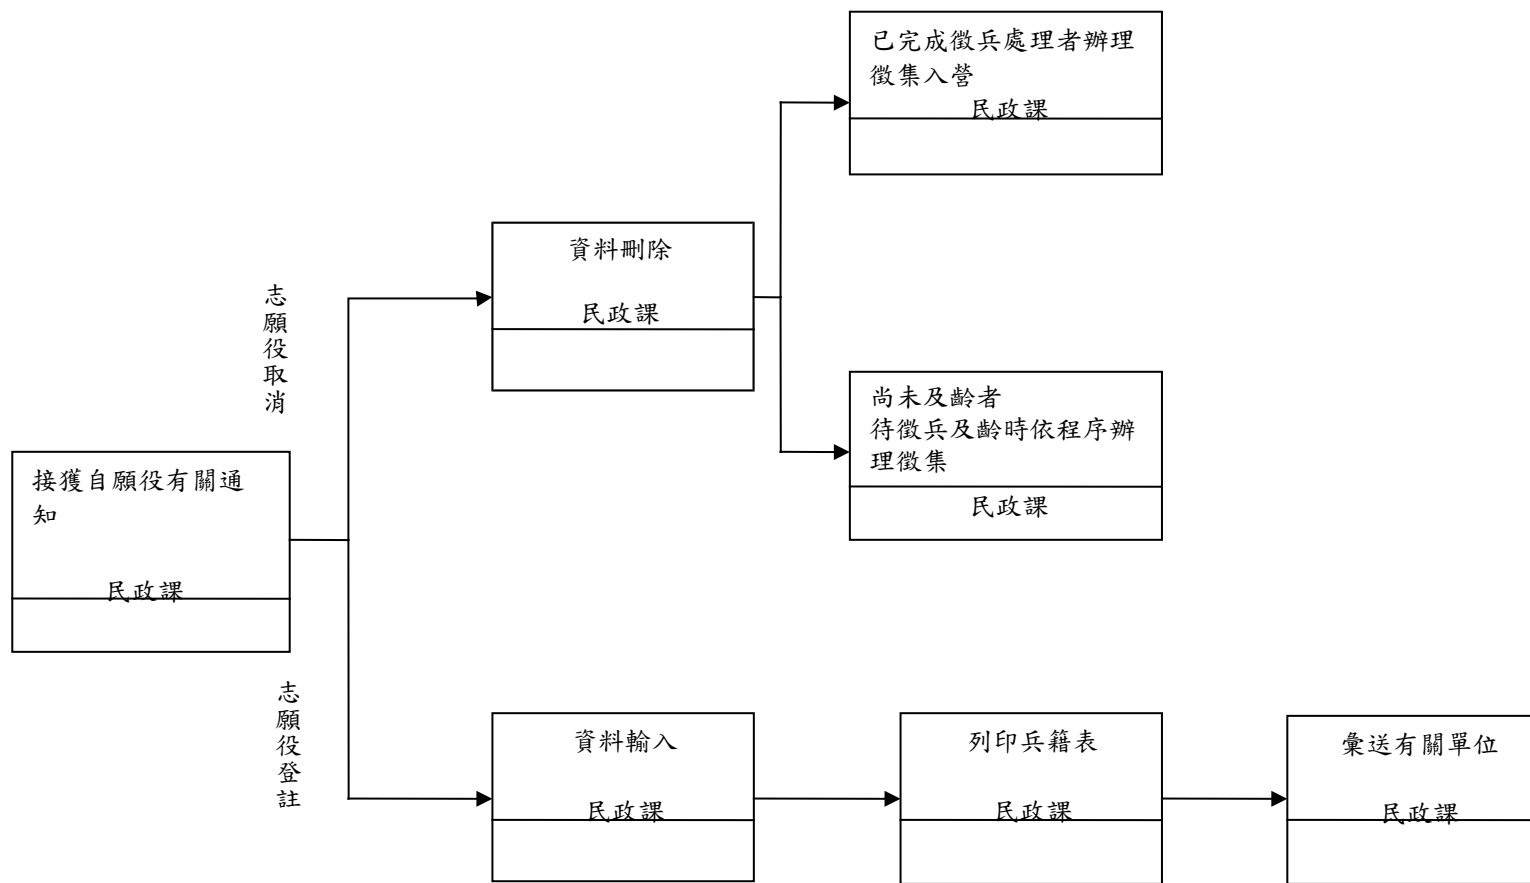 已完成徵兵處理者辦理
徵集入營
民政課
資料刪除
民政課
志願役取消
尚未及齡者
待徵兵及齡時依程序辦
理徵集
民政課
接獲自願役有關通
知
民政課
志願役登註
資料輸入
民政課
列印兵籍表
民政課
彙送有關單位
民政課